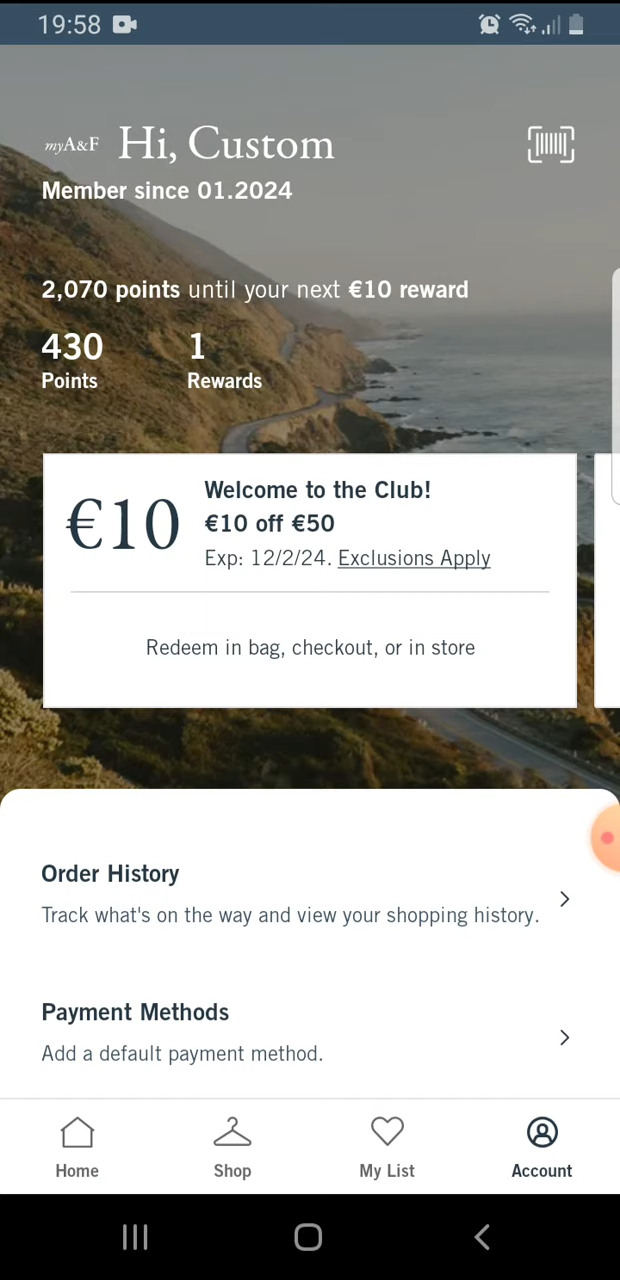 19:58
myA&F Hi, Custom
Member since 01.2024
2,070 points until your next €10 reward
430 1
Points Rewards
€10
Welcome to the Club!
€10 off €50
Exp: 12/2/24. Exclusions Apply
Redeem in bag, checkout, or in store
Order History
Track what's on the way and view your shopping history.
Payment Methods
Add a default payment method.
Home Shop My List Account